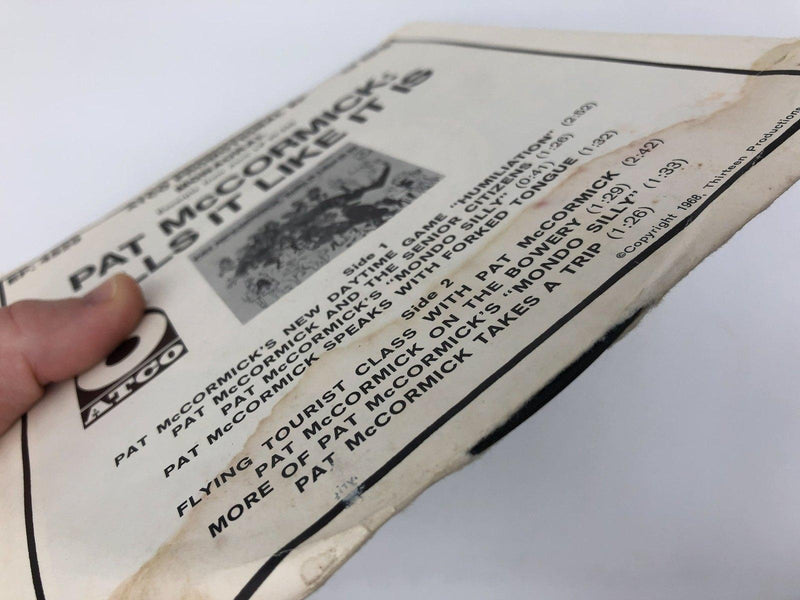 PAT McCORMICK:
LLS IT LIKE IT IS
Side 1
PAT McCORMICK'S NEW DAYTIME GAME "HUMILIATION" (2:52)
PAT McCORMICK AND THE SENIOR CITIZENS (1:26)
PAT McCORMICK'S "MONDO SILLY" (0:41)
PAT McCORMICK SPEAKS WITH FORKED TONGUE (1:32)
Side 2
FLYING TOURIST CLASS WITH PAT McCORMICK (2:42)
PAT McCORMICK ON THE BOWERY (1:29)
MORE OF PAT McCORMICK'S "MONDO SILLY" (1:33)
PAT McCORMICK TAKES A TRIP (1:26)
©Copyright 1968, Thirteen Productions
ATCO